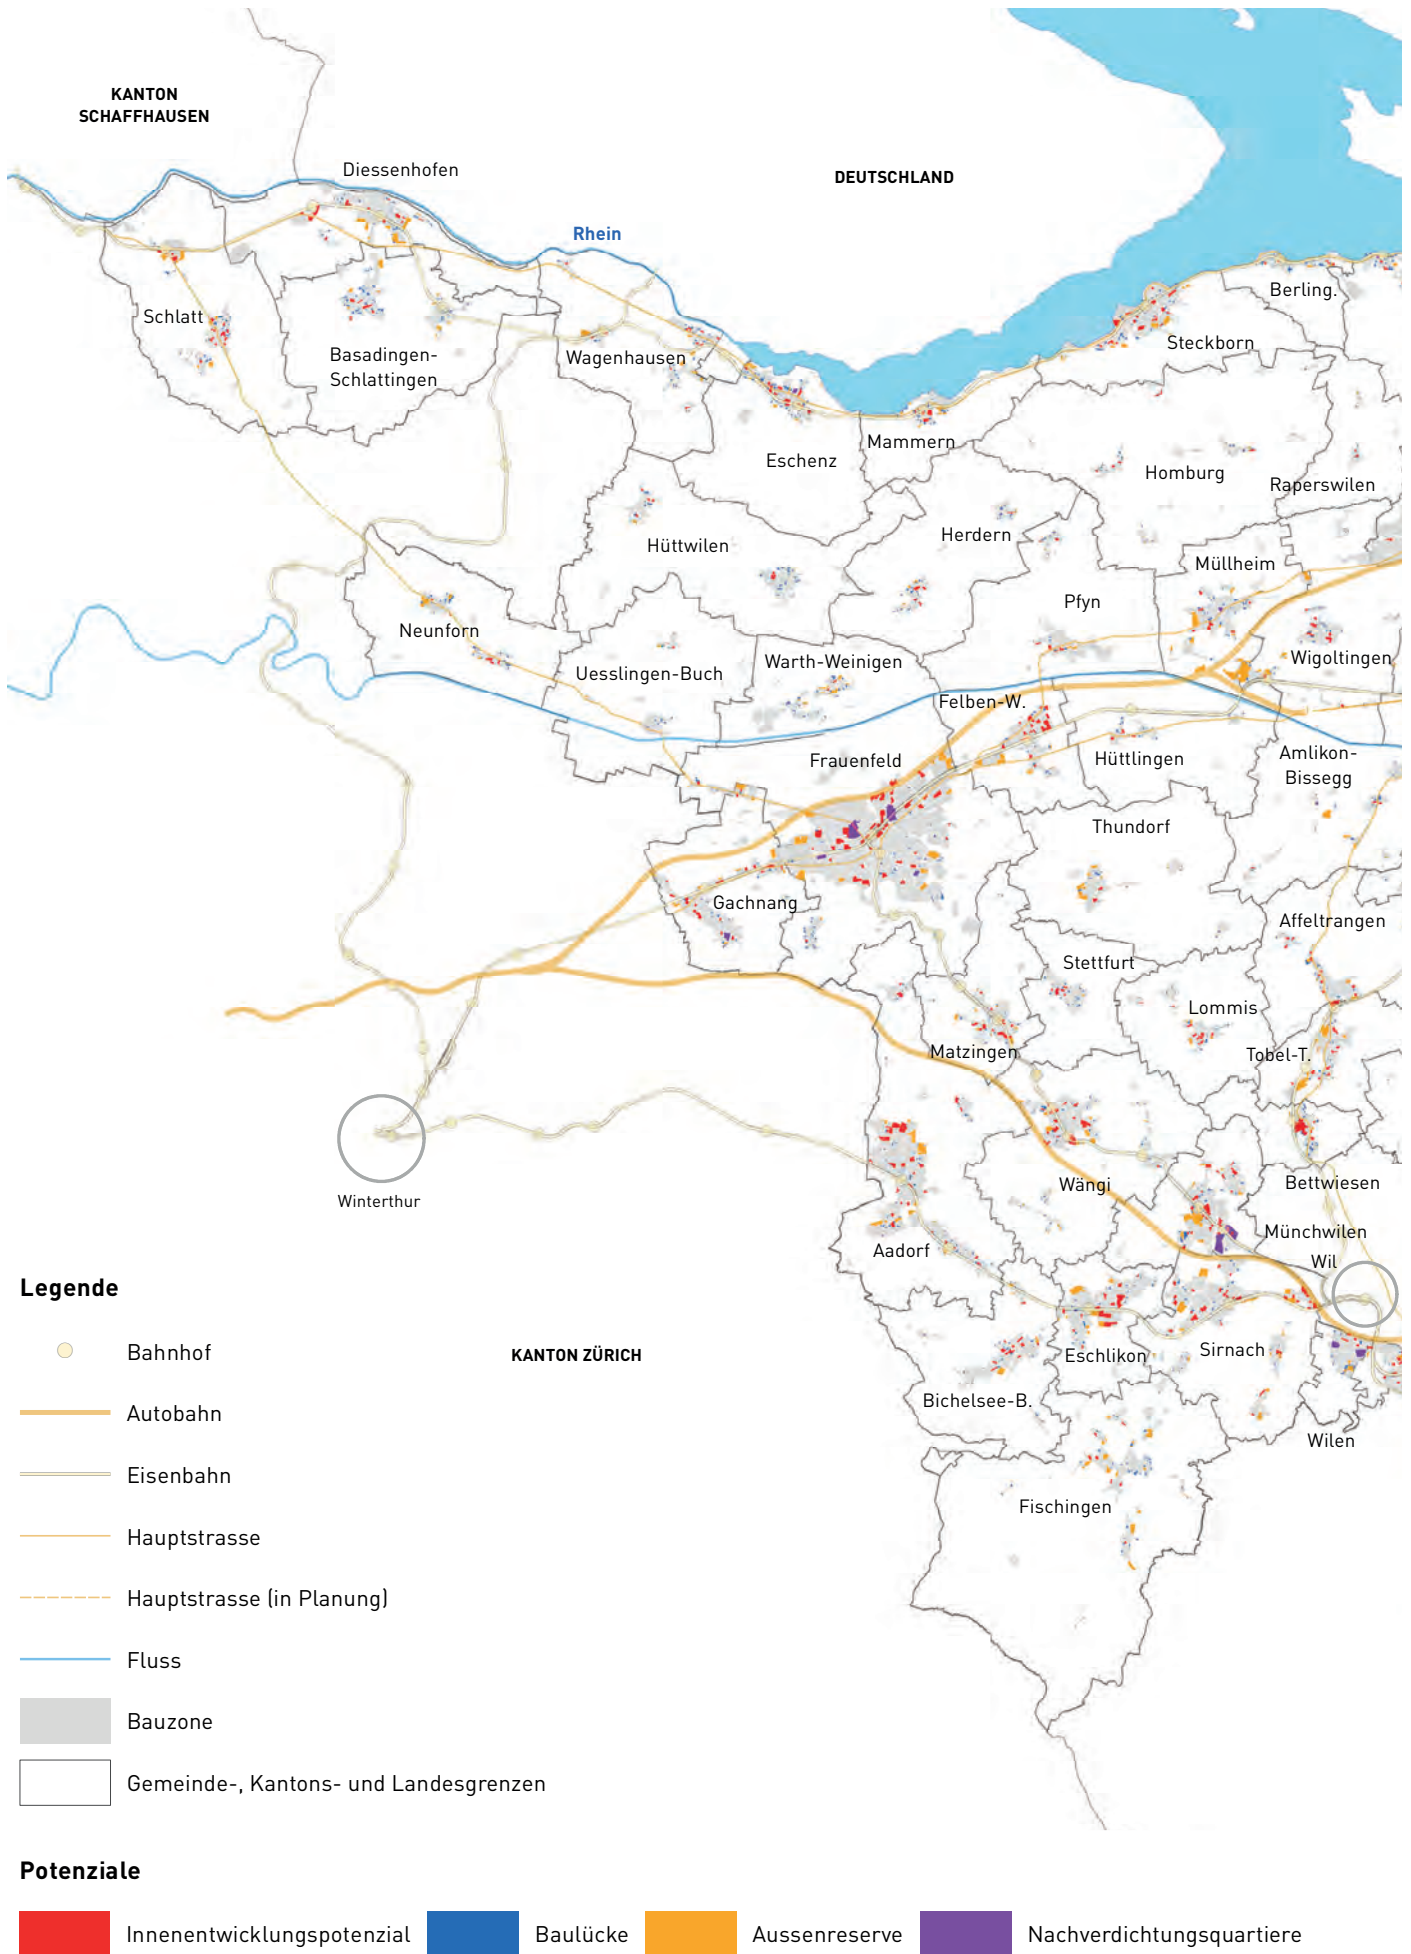 KANTON
SCHAFFHAUSEN
Diessenhofen
DEUTSCHLAND
Rhein
Berling.
Schlatt
Steckborn
Basadingen-
Schlattingen
Wagenhausen
Mammern
Eschenz
Homburg
Raperswilen
Herdern
Hüttwilen
Müllheim
Pfyn
Neunforn
Wigoltingen
Warth-Weinigen
Uesslingen-Buch
Felben-W.
Frauenfeld
Hüttlingen
Amlikon-
Bissegg
Thundorf
Gachnang
Affeltrangen
Stettfurt
Lommis
Matzingen
Tobel-T.
Wängi
Bettwiesen
Winterthur
Münchwilen
Aadorf
Wil
Legende
Bahnhof
KANTON ZÜRICH
Eschlikon
Sirnach
Bichelsee-B.
Autobahn
Wilen
Eisenbahn
Fischingen
Hauptstrasse
Hauptstrasse (in Planung)
Fluss
Bauzone
Gemeinde-, Kantons- und Landesgrenzen
Potenziale
Innenentwicklungspotenzial Baulücke Aussenreserve Nachverdichtungsquartiere